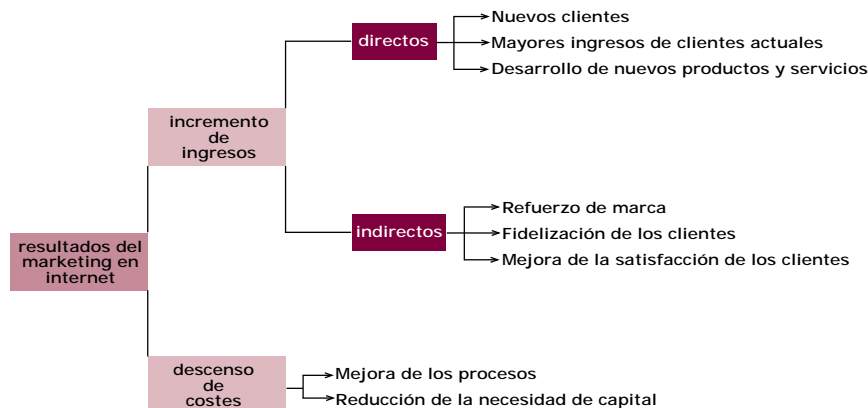 Nuevos clientes
directos
Mayores ingresos de clientes actuales
Desarrollo de nuevos productos y servicios
incremento
de
ingresos
Refuerzo de marca
indirectos
Fidelización de los clientes
Mejora de la satisfacción de los clientes
resultados del
marketing en
internet
descenso
de
costes
Mejora de los procesos
Reducción de la necesidad de capital